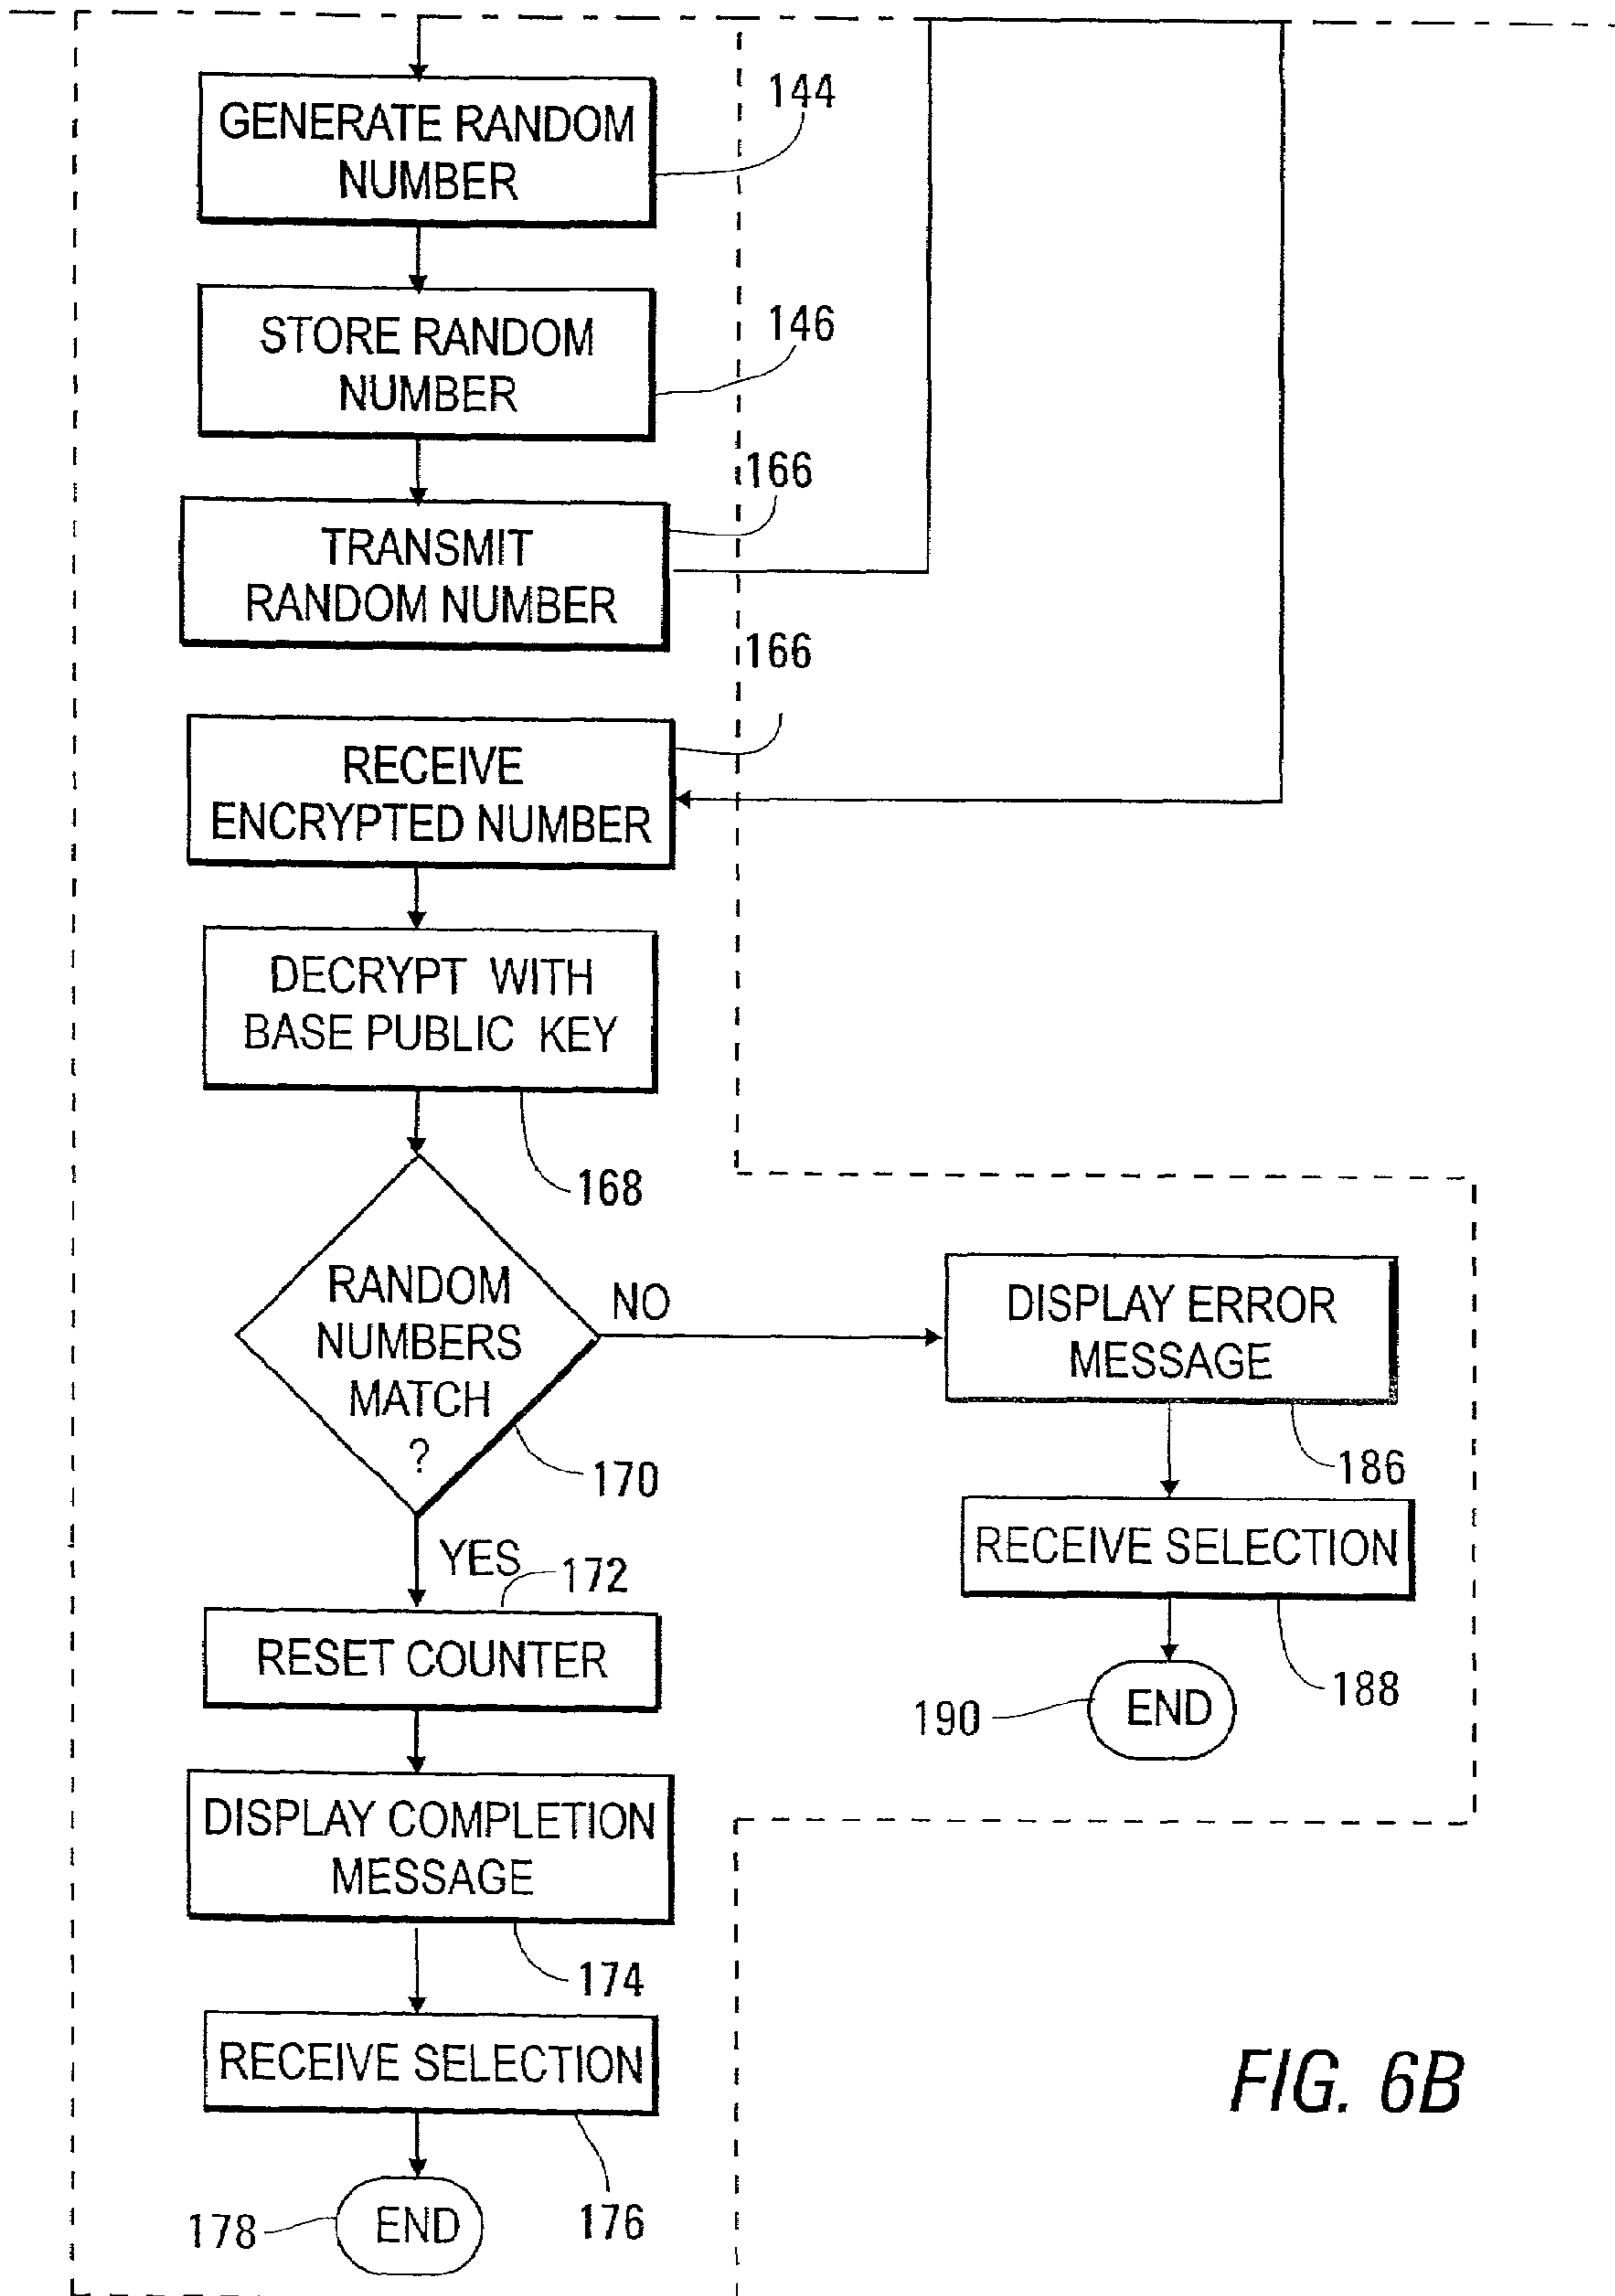 GENERATE RANDOM
NUMBER
144
STORE RANDOM
NUMBER
146
TRANSMIT
RANDOM NUMBER
166
RECEIVE
ENCRYPTED NUMBER
166
DECRYPT WITH
BASE PUBLIC KEY
168
RANDOM
NUMBERS
MATCH
?
170
NO
DISPLAY ERROR
MESSAGE
186
RECEIVE SELECTION
188
190
END
YES
172
RESET COUNTER
DISPLAY COMPLETION
MESSAGE
174
RECEIVE SELECTION
176
178
END
FIG. 6B